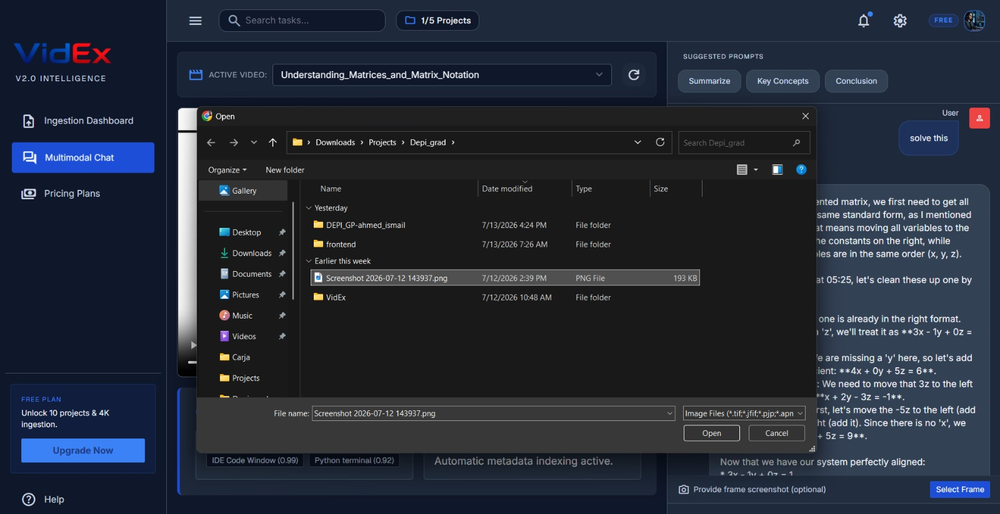 VidEx
V2.0 INTELLIGENCE
Ingestion Dashboard
Multimodal Chat
Pricing Plans
FREE PLAN
Unlock 10 projects & 4K
ingestion.
Upgrade Now
Help
Search tasks...
1/5 Projects
FREE
ACTIVE VIDEO:
Understanding_Matrices_and_Matrix_Notation
Open
Downloads
Projects
Depi_grad
Search Depi_grad
Organize
New folder
Gallery
Desktop
Downloads
Documents
Pictures
Music
Videos
Carja
Projects
Name Date modified Type Size
Yesterday
DEPI_GP-ahmed_ismail 7/13/2026 4:24 PM File folder
frontend 7/13/2026 7:26 AM File folder
Earlier this week
Screenshot 2026-07-12 143937.png 7/12/2026 2:39 PM PNG File 193 KB
VidEx 7/12/2026 10:48 AM File folder
File name: Screenshot 2026-07-12 143937.png
Image Files (*.tif;*.jfif;*.pjp;*.apn
Open
Cancel
IDE Code Window (0.99)
Python terminal (0.92)
Automatic metadata indexing active.
SUGGESTED PROMPTS
Summarize
Key Concepts
Conclusion
User
solve this
nted matrix, we first need to get all
same standard form, as I mentioned
at means moving all variables to the
ne constants on the right, while
les are in the same order (x, y, z).
at 05:25, let's clean these up one by
one is already in the right format.
a 'z', we'll treat it as **3x - 1y + 0z =
e are missing a 'y' here, so let's add
ient: **4x + 0y + 5z = 6**.
: We need to move that 3z to the left
**x + 2y - 3z = -1**.
rst, let's move the -5z to the left (add
ht (add it). Since there is no 'x', we
+ 5z = 9**.
Now that we have our system perfectly aligned:
* 3x - 1y + 0z = 1
Provide frame screenshot (optional)
Select Frame